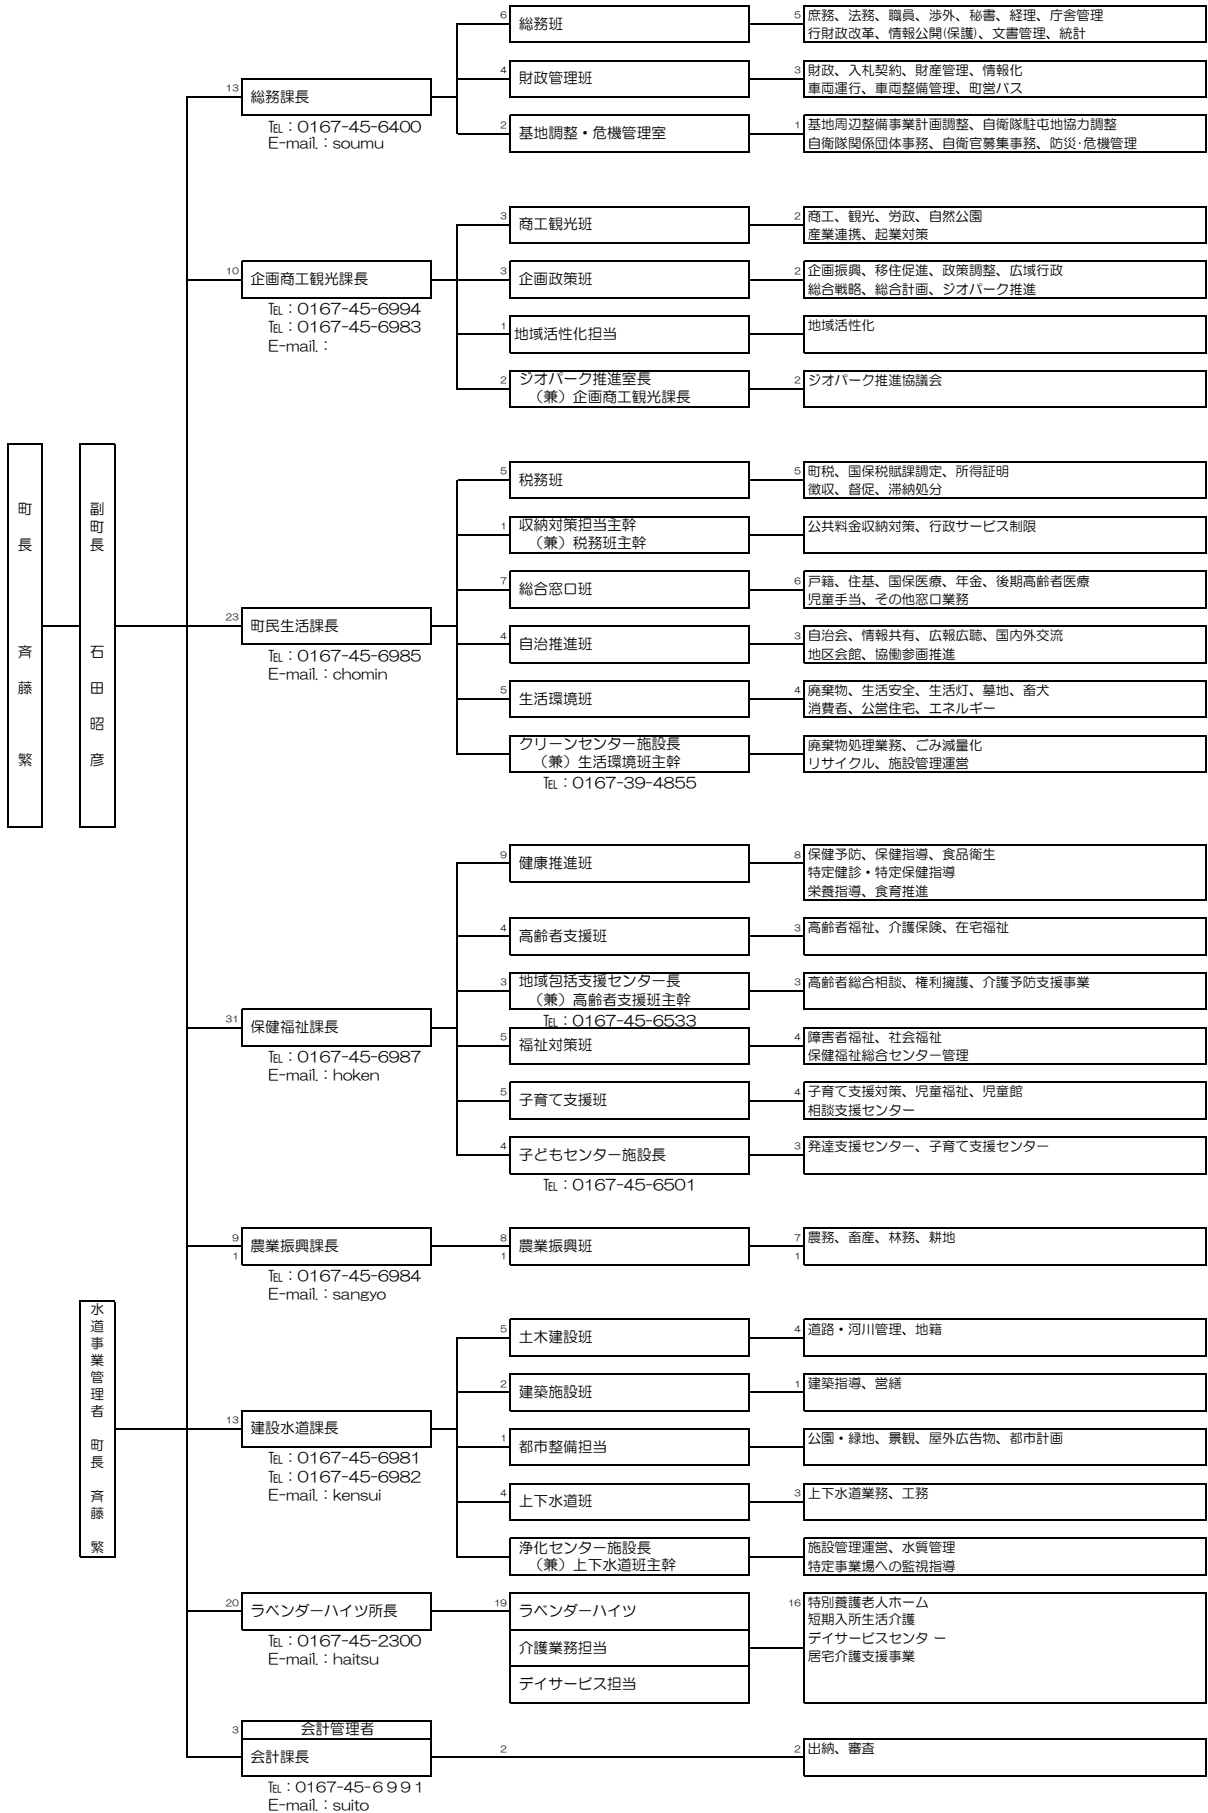 町長　斉藤　繁
副町長　石田昭彦
13 総務課長
℡：0167-45-6400
E-mail.：soumu
6 総務班
5 庶務、法務、職員、渉外、秘書、経理、庁舎管理
行財政改革、情報公開(保護)、文書管理、統計
4 財政管理班
3 財政、入札契約、財産管理、情報化
車両運行、車両整備管理、町営バス
2 基地調整・危機管理室
1 基地周辺整備事業計画調整、自衛隊駐屯地協力調整
自衛隊関係団体事務、自衛官募集事務、防災･危機管理
10 企画商工観光課長
℡：0167-45-6994
℡：0167-45-6983
E-mail.：
3 商工観光班
2 商工、観光、労政、自然公園
産業連携、起業対策
3 企画政策班
2 企画振興、移住促進、政策調整、広域行政
総合戦略、総合計画、ジオパーク推進
1 地域活性化担当
地域活性化
2 ジオパーク推進室長
（兼）企画商工観光課長
2 ジオパーク推進協議会
23 町民生活課長
℡：0167-45-6985
E-mail.：chomin
5 税務班
5 町税、国保税賦課調定、所得証明
徴収、督促、滞納処分
1 収納対策担当主幹
（兼）税務班主幹
公共料金収納対策、行政サービス制限
7 総合窓口班
6 戸籍、住基、国保医療、年金、後期高齢者医療
児童手当、その他窓口業務
4 自治推進班
3 自治会、情報共有、広報広聴、国内外交流
地区会館、協働参画推進
5 生活環境班
4 廃棄物、生活安全、生活灯、墓地、畜犬
消費者、公営住宅、エネルギー
クリーンセンター施設長
（兼）生活環境班主幹
℡：0167-39-4855
廃棄物処理業務、ごみ減量化
リサイクル、施設管理運営
31 保健福祉課長
℡：0167-45-6987
E-mail.：hoken
9 健康推進班
8 保健予防、保健指導、食品衛生
特定健診・特定保健指導
栄養指導、食育推進
4 高齢者支援班
3 高齢者福祉、介護保険、在宅福祉
3 地域包括支援センター長
（兼）高齢者支援班主幹
℡：0167-45-6533
3 高齢者総合相談、権利擁護、介護予防支援事業
5 福祉対策班
4 障害者福祉、社会福祉
保健福祉総合センター管理
5 子育て支援班
4 子育て支援対策、児童福祉、児童館
相談支援センター
4 子どもセンター施設長
℡：0167-45-6501
3 発達支援センター、子育て支援センター
9 農業振興課長
1
℡：0167-45-6984
E-mail.：sangyo
8 農業振興班
1
7 農務、畜産、林務、耕地
1
水道事業管理者　町長　斉藤　繁
13 建設水道課長
℡：0167-45-6981
℡：0167-45-6982
E-mail.：kensui
5 土木建設班
4 道路・河川管理、地籍
2 建築施設班
1 建築指導、営繕
1 都市整備担当
公園・緑地、景観、屋外広告物、都市計画
4 上下水道班
3 上下水道業務、工務
浄化センター施設長
（兼）上下水道班主幹
施設管理運営、水質管理
特定事業場への監視指導
20 ラベンダーハイツ所長
℡：0167-45-2300
E-mail.：haitsu
19 ラベンダーハイツ
介護業務担当
デイサービス担当
16 特別養護老人ホーム
短期入所生活介護
デイサービスセンター
居宅介護支援事業
3 会計管理者
会計課長
℡：0167-45-6991
E-mail.：suito
2
2 出納、審査